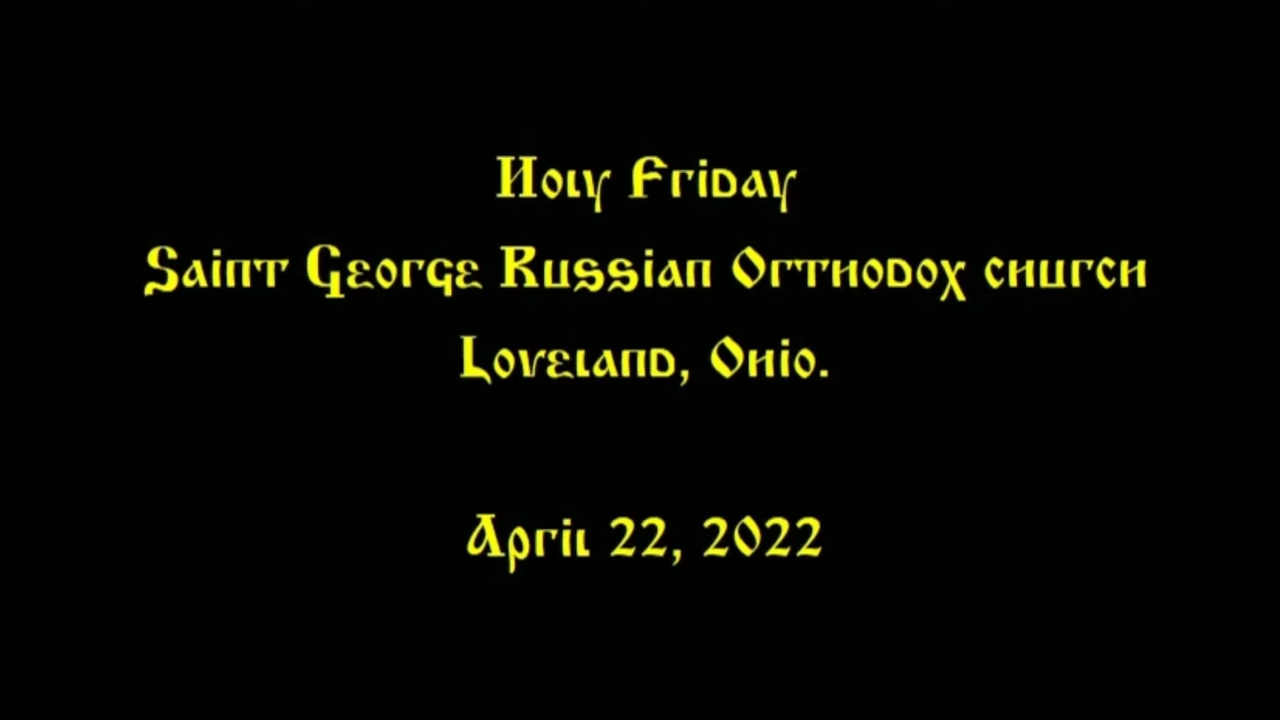 Holy Friday
Saint George Russian Orthodox church
Loveland, Ohio.
April 22, 2022